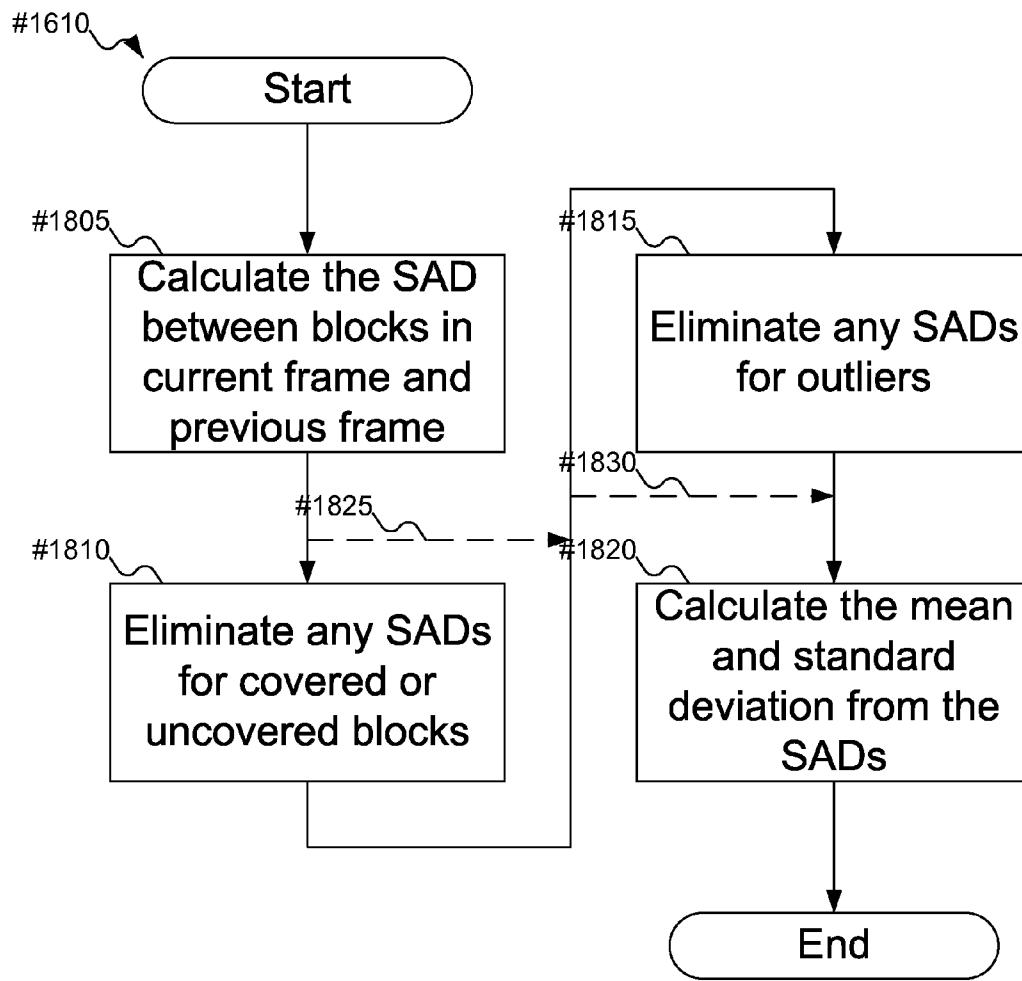 #1610
Start
#1805
Calculate the SAD
between blocks in
current frame and
previous frame
#1825
#1810
Eliminate any SADs
for covered or
uncovered blocks
#1815
Eliminate any SADs
for outliers
#1830
#1820
Calculate the mean
and standard
deviation from the
SADs
End